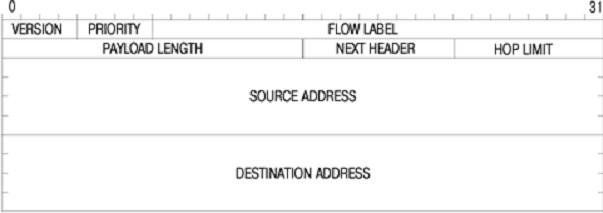 0 31
VERSION PRIORITY FLOW LABEL
PAYLOAD LENGTH NEXT HEADER HOP LIMIT
SOURCE ADDRESS
DESTINATION ADDRESS